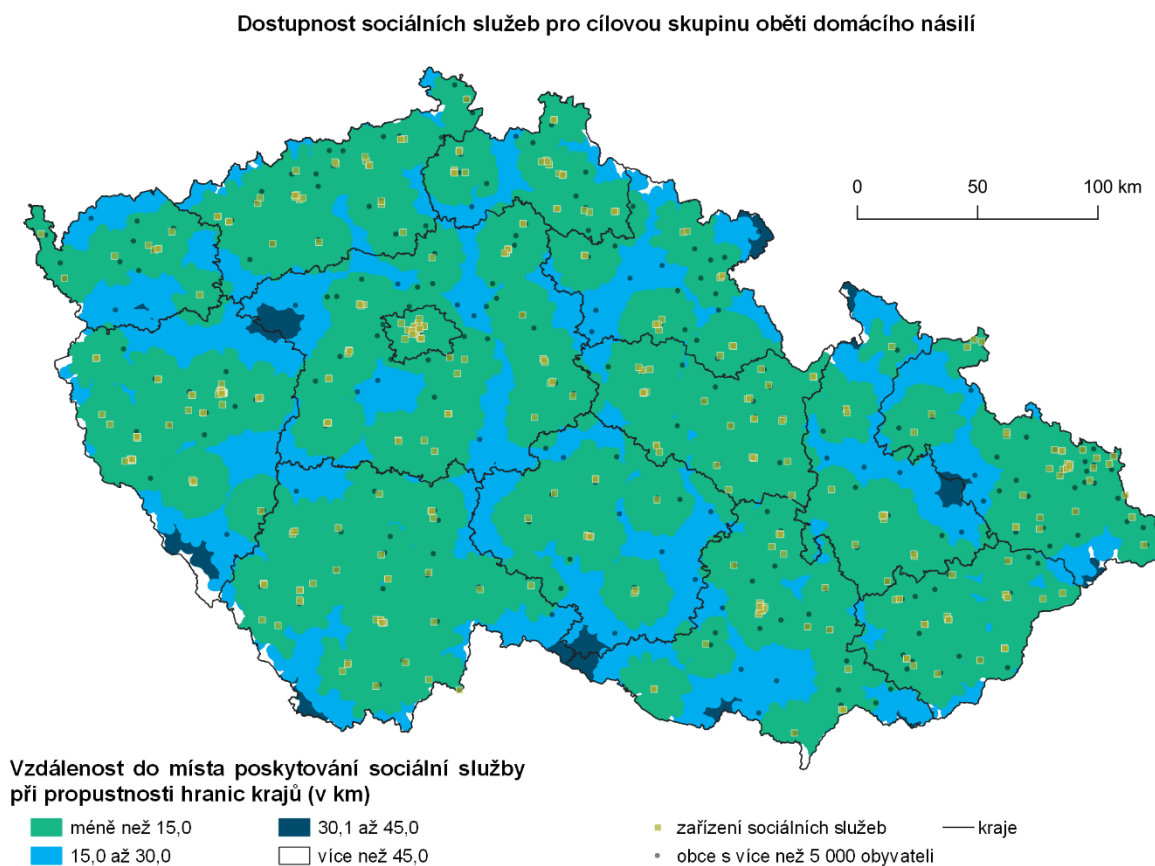 Dostupnost sociálních služeb pro cílovou skupinu oběti domácího násilí
0 50 100 km
Vzdálenost do místa poskytování sociální služby
při propustnosti hranic krajů (v km)
méně než 15,0 30,1 až 45,0 zařízení sociálních služeb kraje
15,0 až 30,0 více než 45,0 obce s více než 5 000 obyvateli